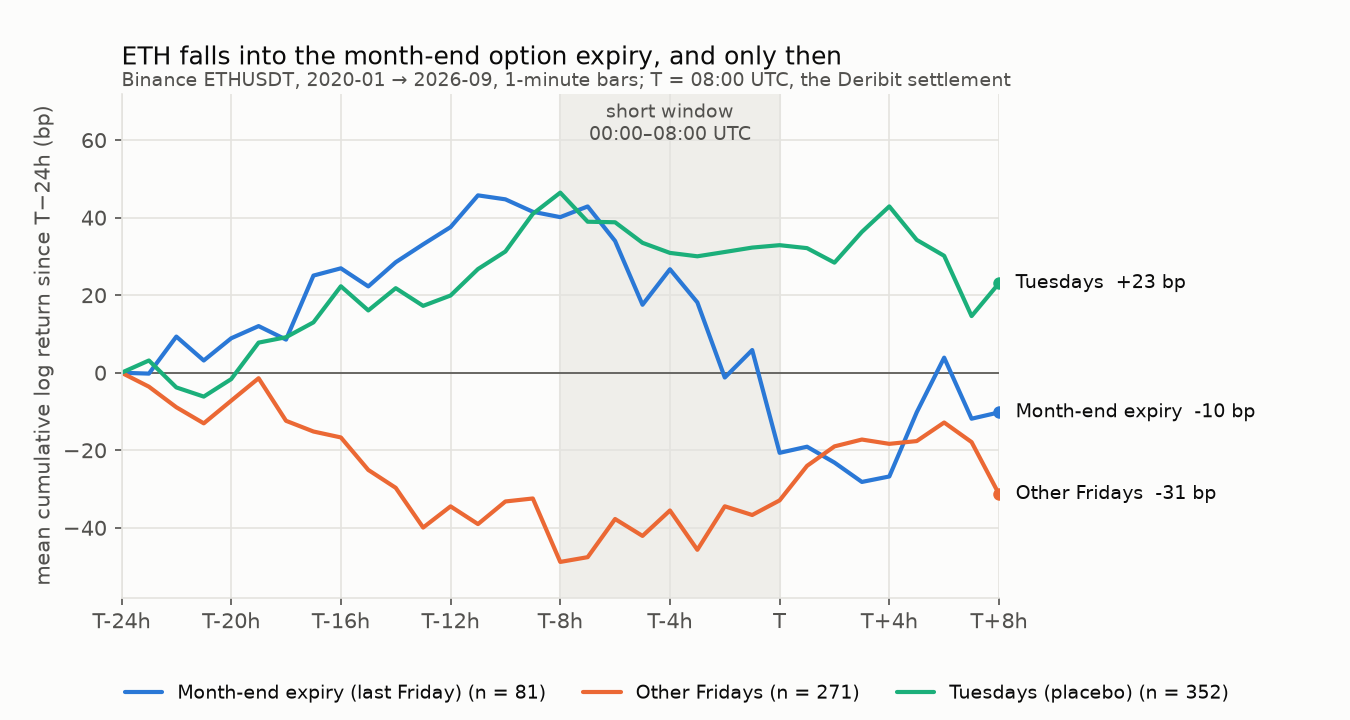 ETH falls into the month-end option expiry, and only then
Binance ETHUSDT, 2020-01 → 2026-09, 1-minute bars; T = 08:00 UTC, the Deribit settlement
short window
00:00–08:00 UTC
mean cumulative log return since T−24h (bp)
60
40
20
0
−20
−40
Tuesdays +23 bp
Month-end expiry -10 bp
Other Fridays -31 bp
T-24h
T-20h
T-16h
T-12h
T-8h
T-4h
T
T+4h
T+8h
Month-end expiry (last Friday) (n = 81)
Other Fridays (n = 271)
Tuesdays (placebo) (n = 352)